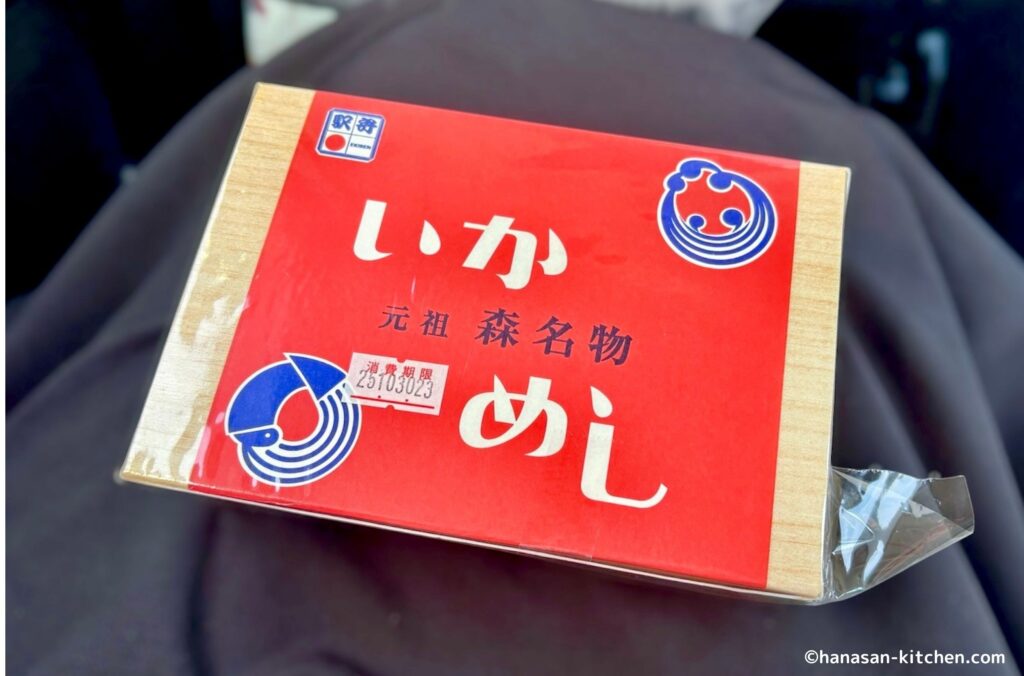 駅弁
EKIBEN
いか
元祖 森名物
消費期限
25103023
めし
©hanasan-kitchen.com